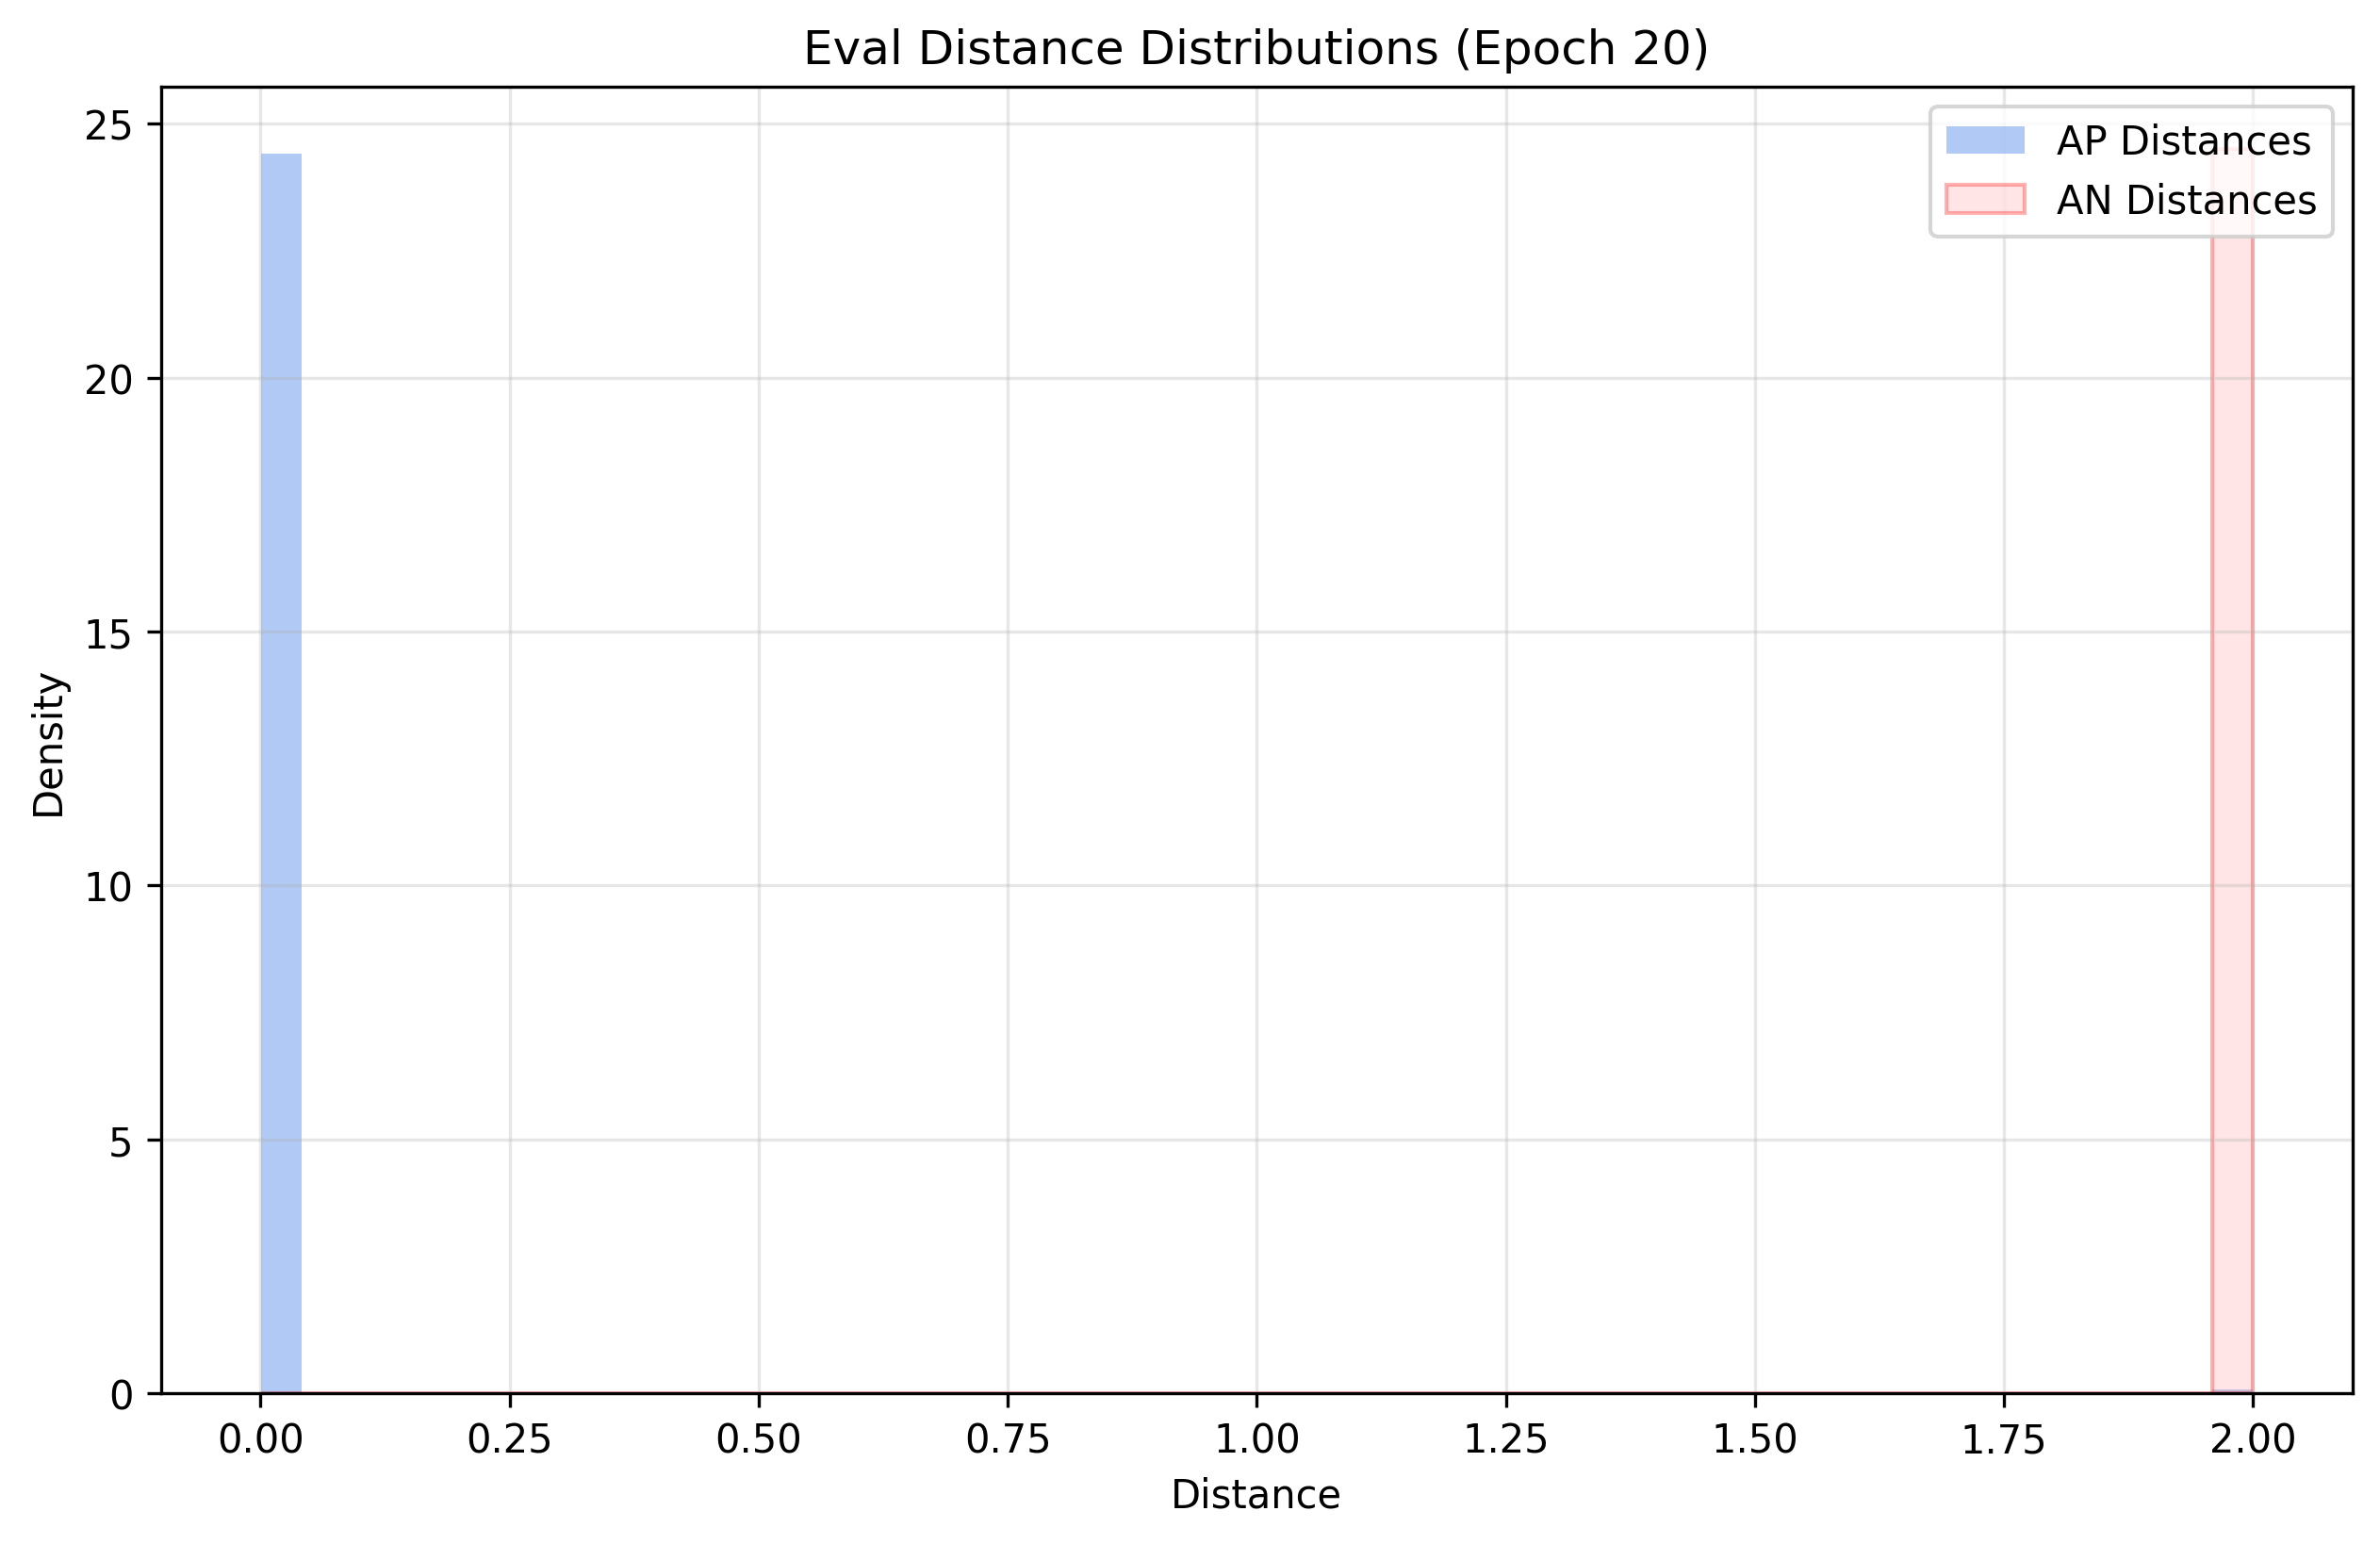 Eval Distance Distributions (Epoch 20)
AP Distances
AN Distances
25
20
15
10
5
0
Density
0.00 0.25 0.50 0.75 1.00 1.25 1.50 1.75 2.00
Distance